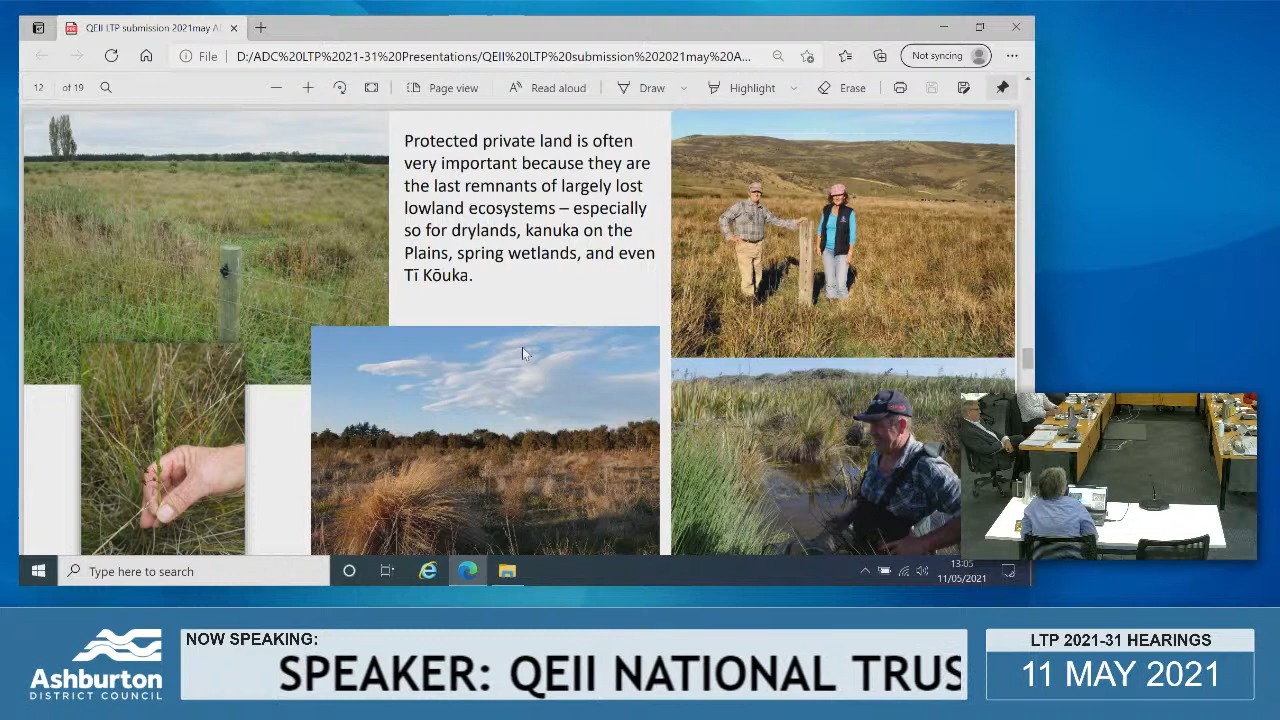 QEII LTP submission 2021may A
File
D:/ADC%20LTP%2021-31%20Presentations/QEII%20LTP%20submission%202021may%20A...
Not syncing
12 of 19
Page view
Read aloud
Draw
Highlight
Erase
Protected private land is often
very important because they are
the last remnants of largely lost
lowland ecosystems – especially
so for drylands, kanuka on the
Plains, spring wetlands, and even
Tī Kōuka.
Type here to search
13:05
11/05/2021
NOW SPEAKING:
SPEAKER: QEII NATIONAL TRUS
Ashburton
DISTRICT COUNCIL
LTP 2021-31 HEARINGS
11 MAY 2021